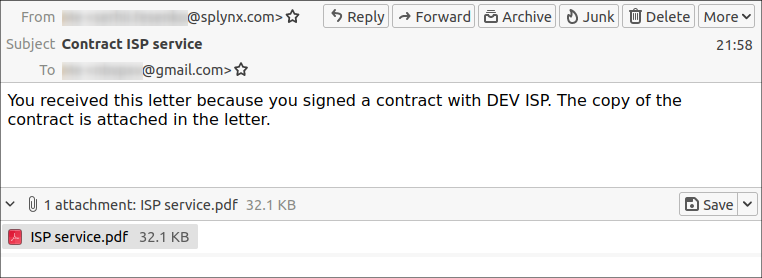 From @splynx.com> Reply Forward Archive Junk Delete More
Subject Contract ISP service 21:58
To @gmail.com>
You received this letter because you signed a contract with DEV ISP. The copy of the
contract is attached in the letter.
1 attachment: ISP service.pdf 32.1 KB Save
ISP service.pdf 32.1 KB